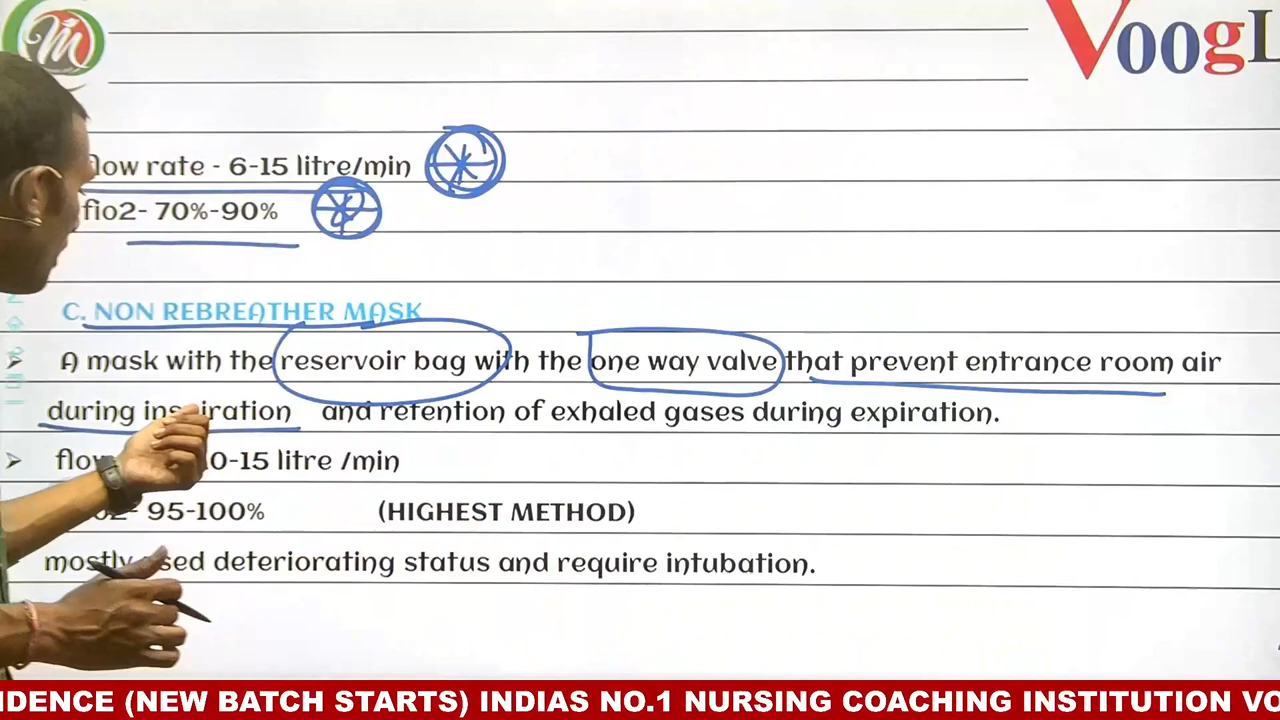 VoogL
flow rate - 6-15 litre/min
fio2- 70%-90%
C. NON REBREATHER MASK
A mask with the reservoir bag with the one way valve that prevent entrance room air
during inspiration and retention of exhaled gases during expiration.
0-15 litre /min
95-100% (HIGHEST METHOD)
mostly used deteriorating status and require intubation.
IDENCE (NEW BATCH STARTS) INDIAS NO.1 NURSING COACHING INSTITUTION VO